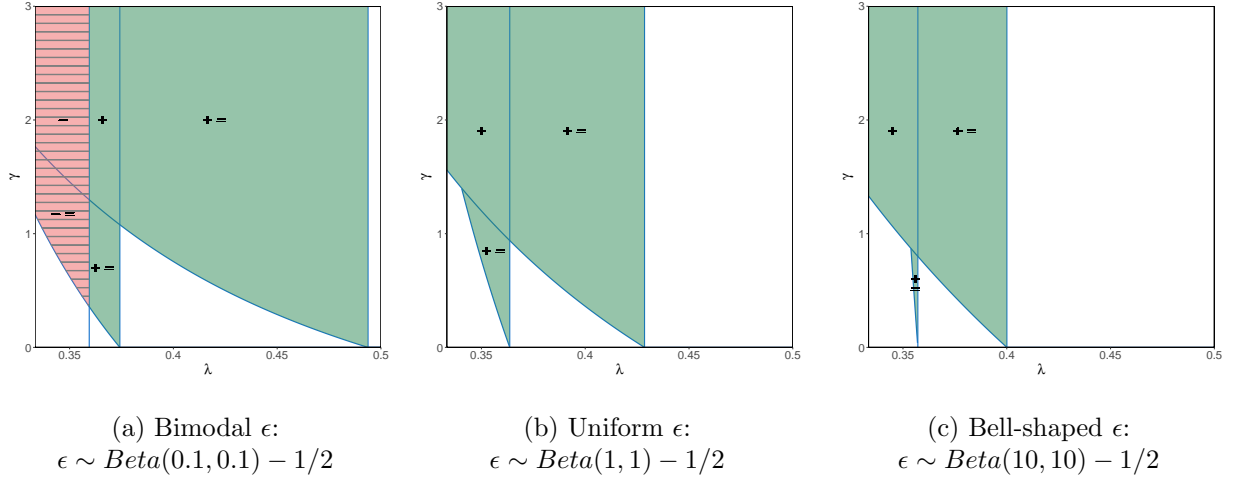 3
2
1
0
γ
− + + =
− =
+ =
0.35 0.4 0.45 0.5
λ
3
2
1
0
γ
+ + =
+ =
0.35 0.4 0.45 0.5
λ
3
2
1
0
γ
+ + =
+
=
0.35 0.4 0.45 0.5
λ
(a) Bimodal ϵ:
ϵ ∼ Beta(0.1, 0.1) − 1/2
(b) Uniform ϵ:
ϵ ∼ Beta(1, 1) − 1/2
(c) Bell-shaped ϵ:
ϵ ∼ Beta(10, 10) − 1/2